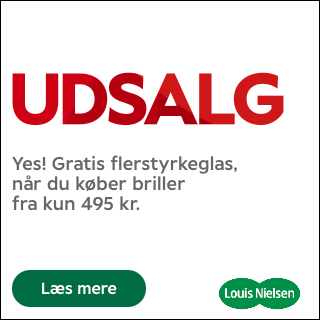 UDSALG
Yes! Gratis flerstyrkeglas,
når du køber briller
fra kun 495 kr.
Læs mere
Louis Nielsen